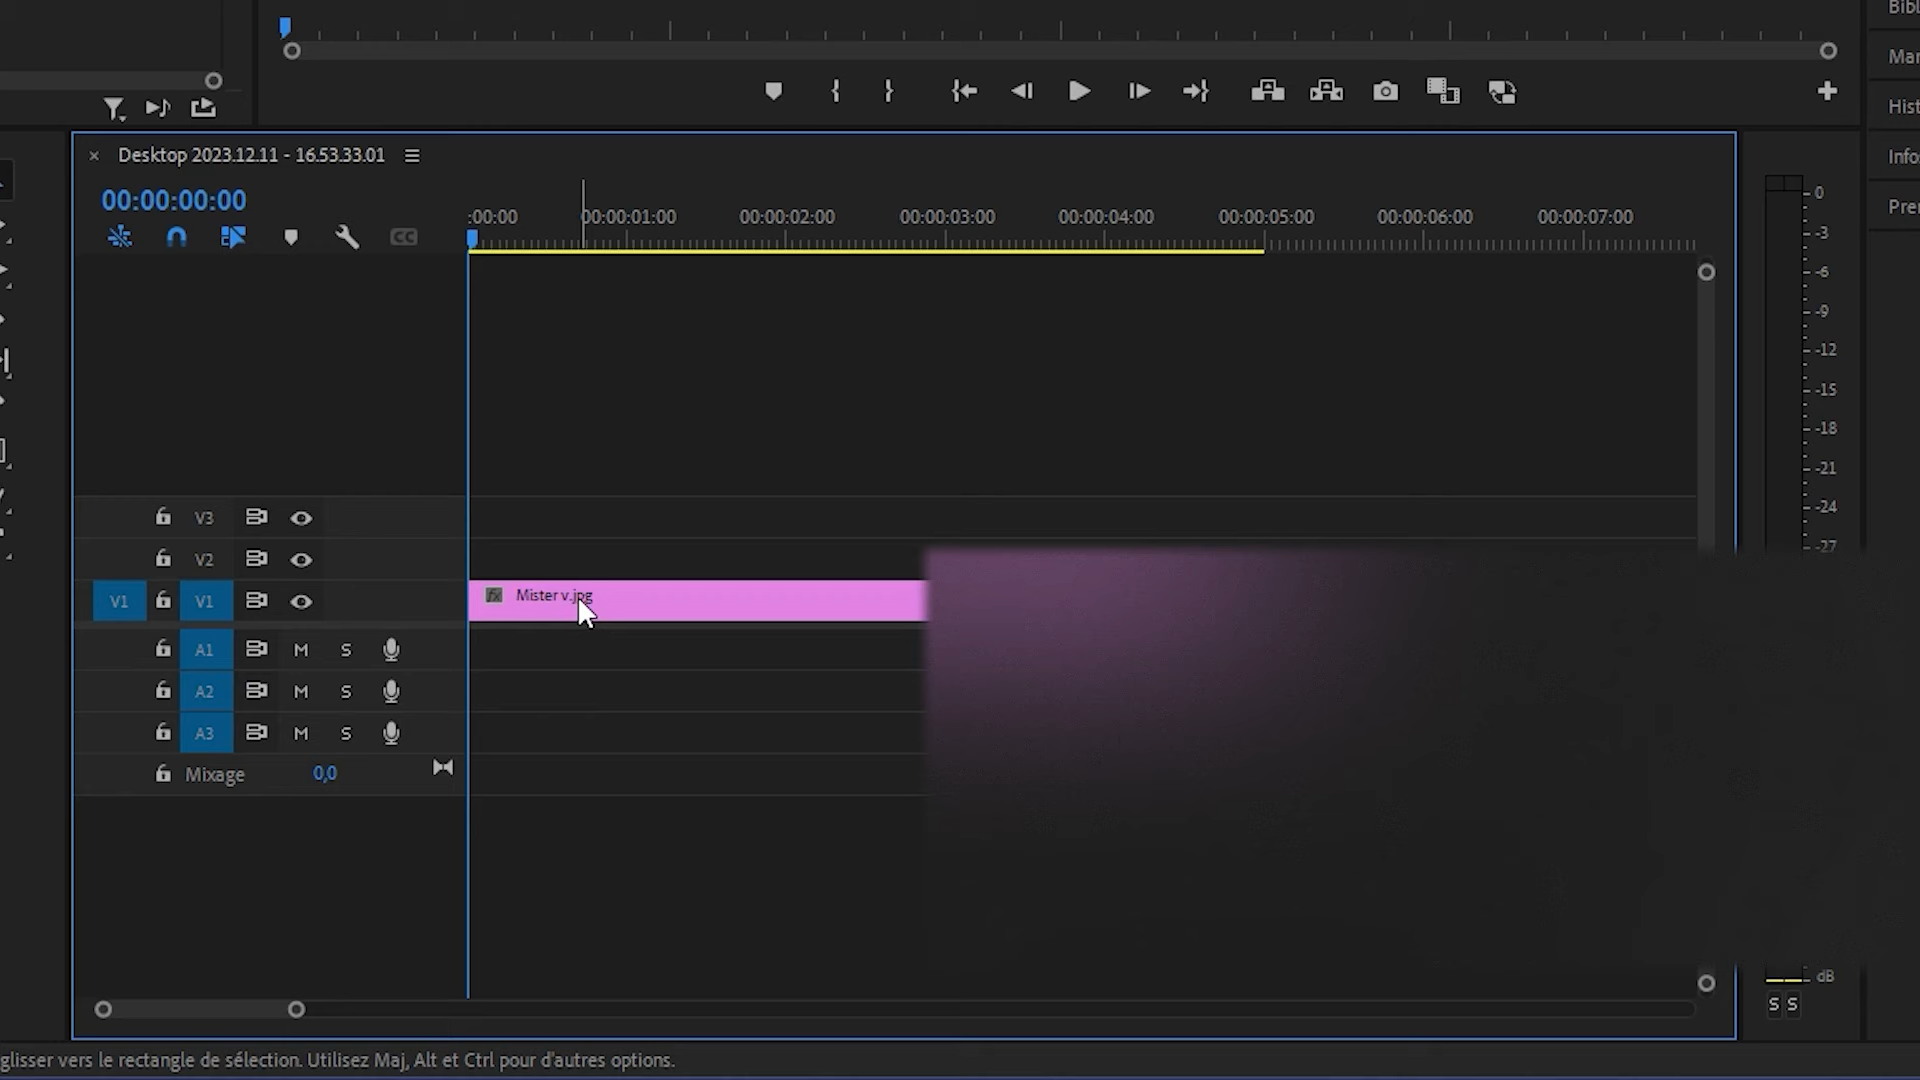 Desktop 2023.12.11 - 16.53.33.01
00:00:00:00
:00:00 00:00:01:00 00:00:02:00 00:00:03:00 00:00:04:00 00:00:05:00 00:00:06:00 00:00:07:00
CC
V3
V2
V1 V1 fx Mister v.jpg
A1 M S
A2 M S
A3 M S
Mixage 0,0
0
-3
-6
-9
-12
-15
-18
-21
-24
-27
dB
S S
Hist
Info
glisser vers le rectangle de sélection. Utilisez Maj, Alt et Ctrl pour d'autres options.